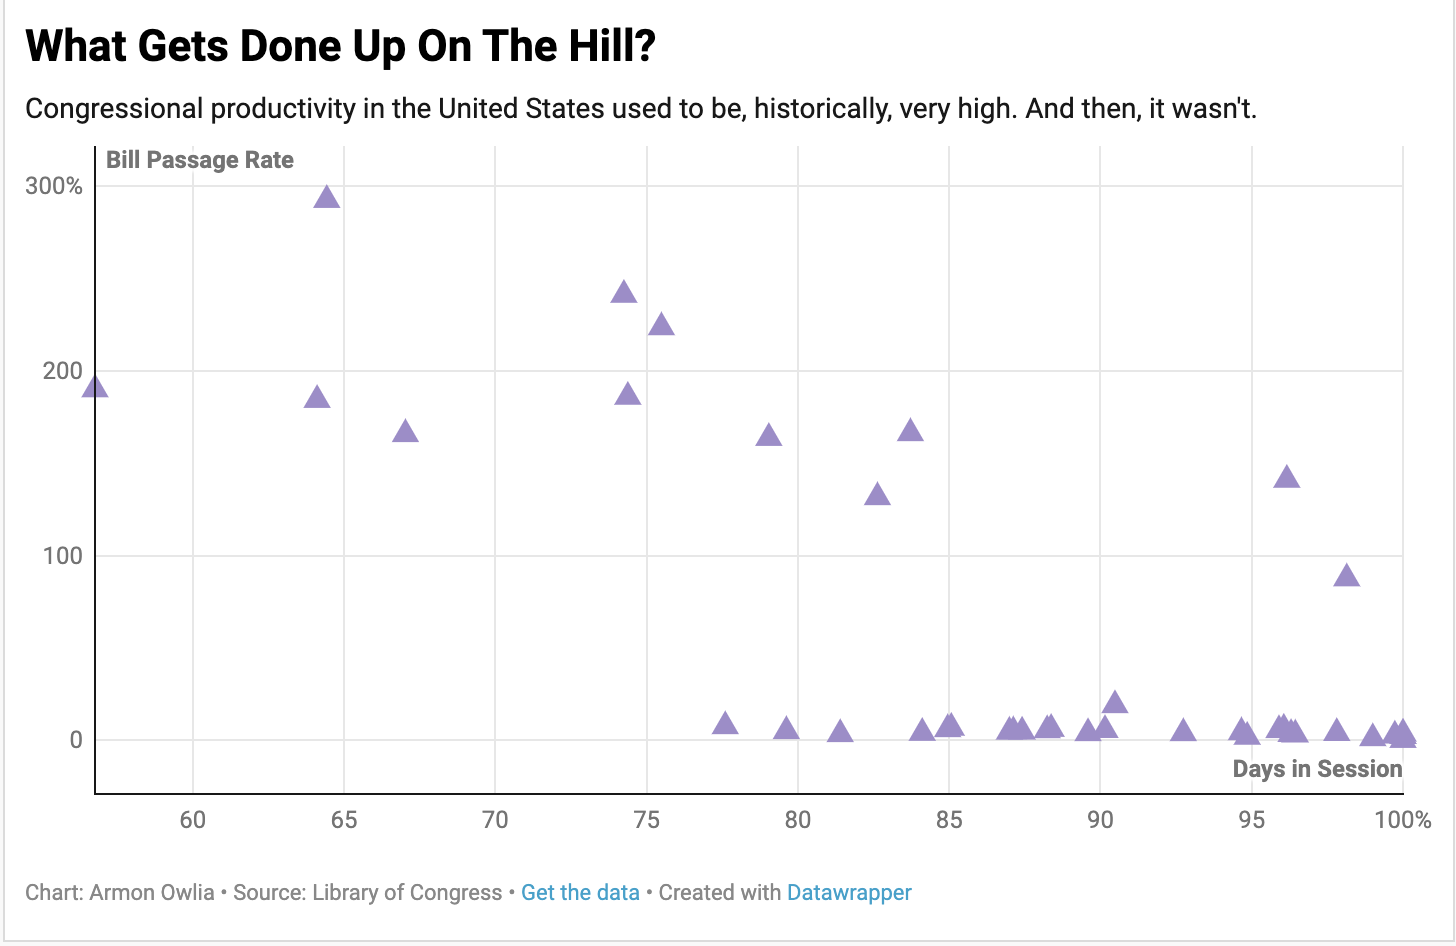 What Gets Done Up On The Hill?
Congressional productivity in the United States used to be, historically, very high. And then, it wasn't.
Bill Passage Rate
300%
200
100
0
Days in Session
60 65 70 75 80 85 90 95 100%
Chart: Armon Owlia • Source: Library of Congress • Get the data • Created with Datawrapper